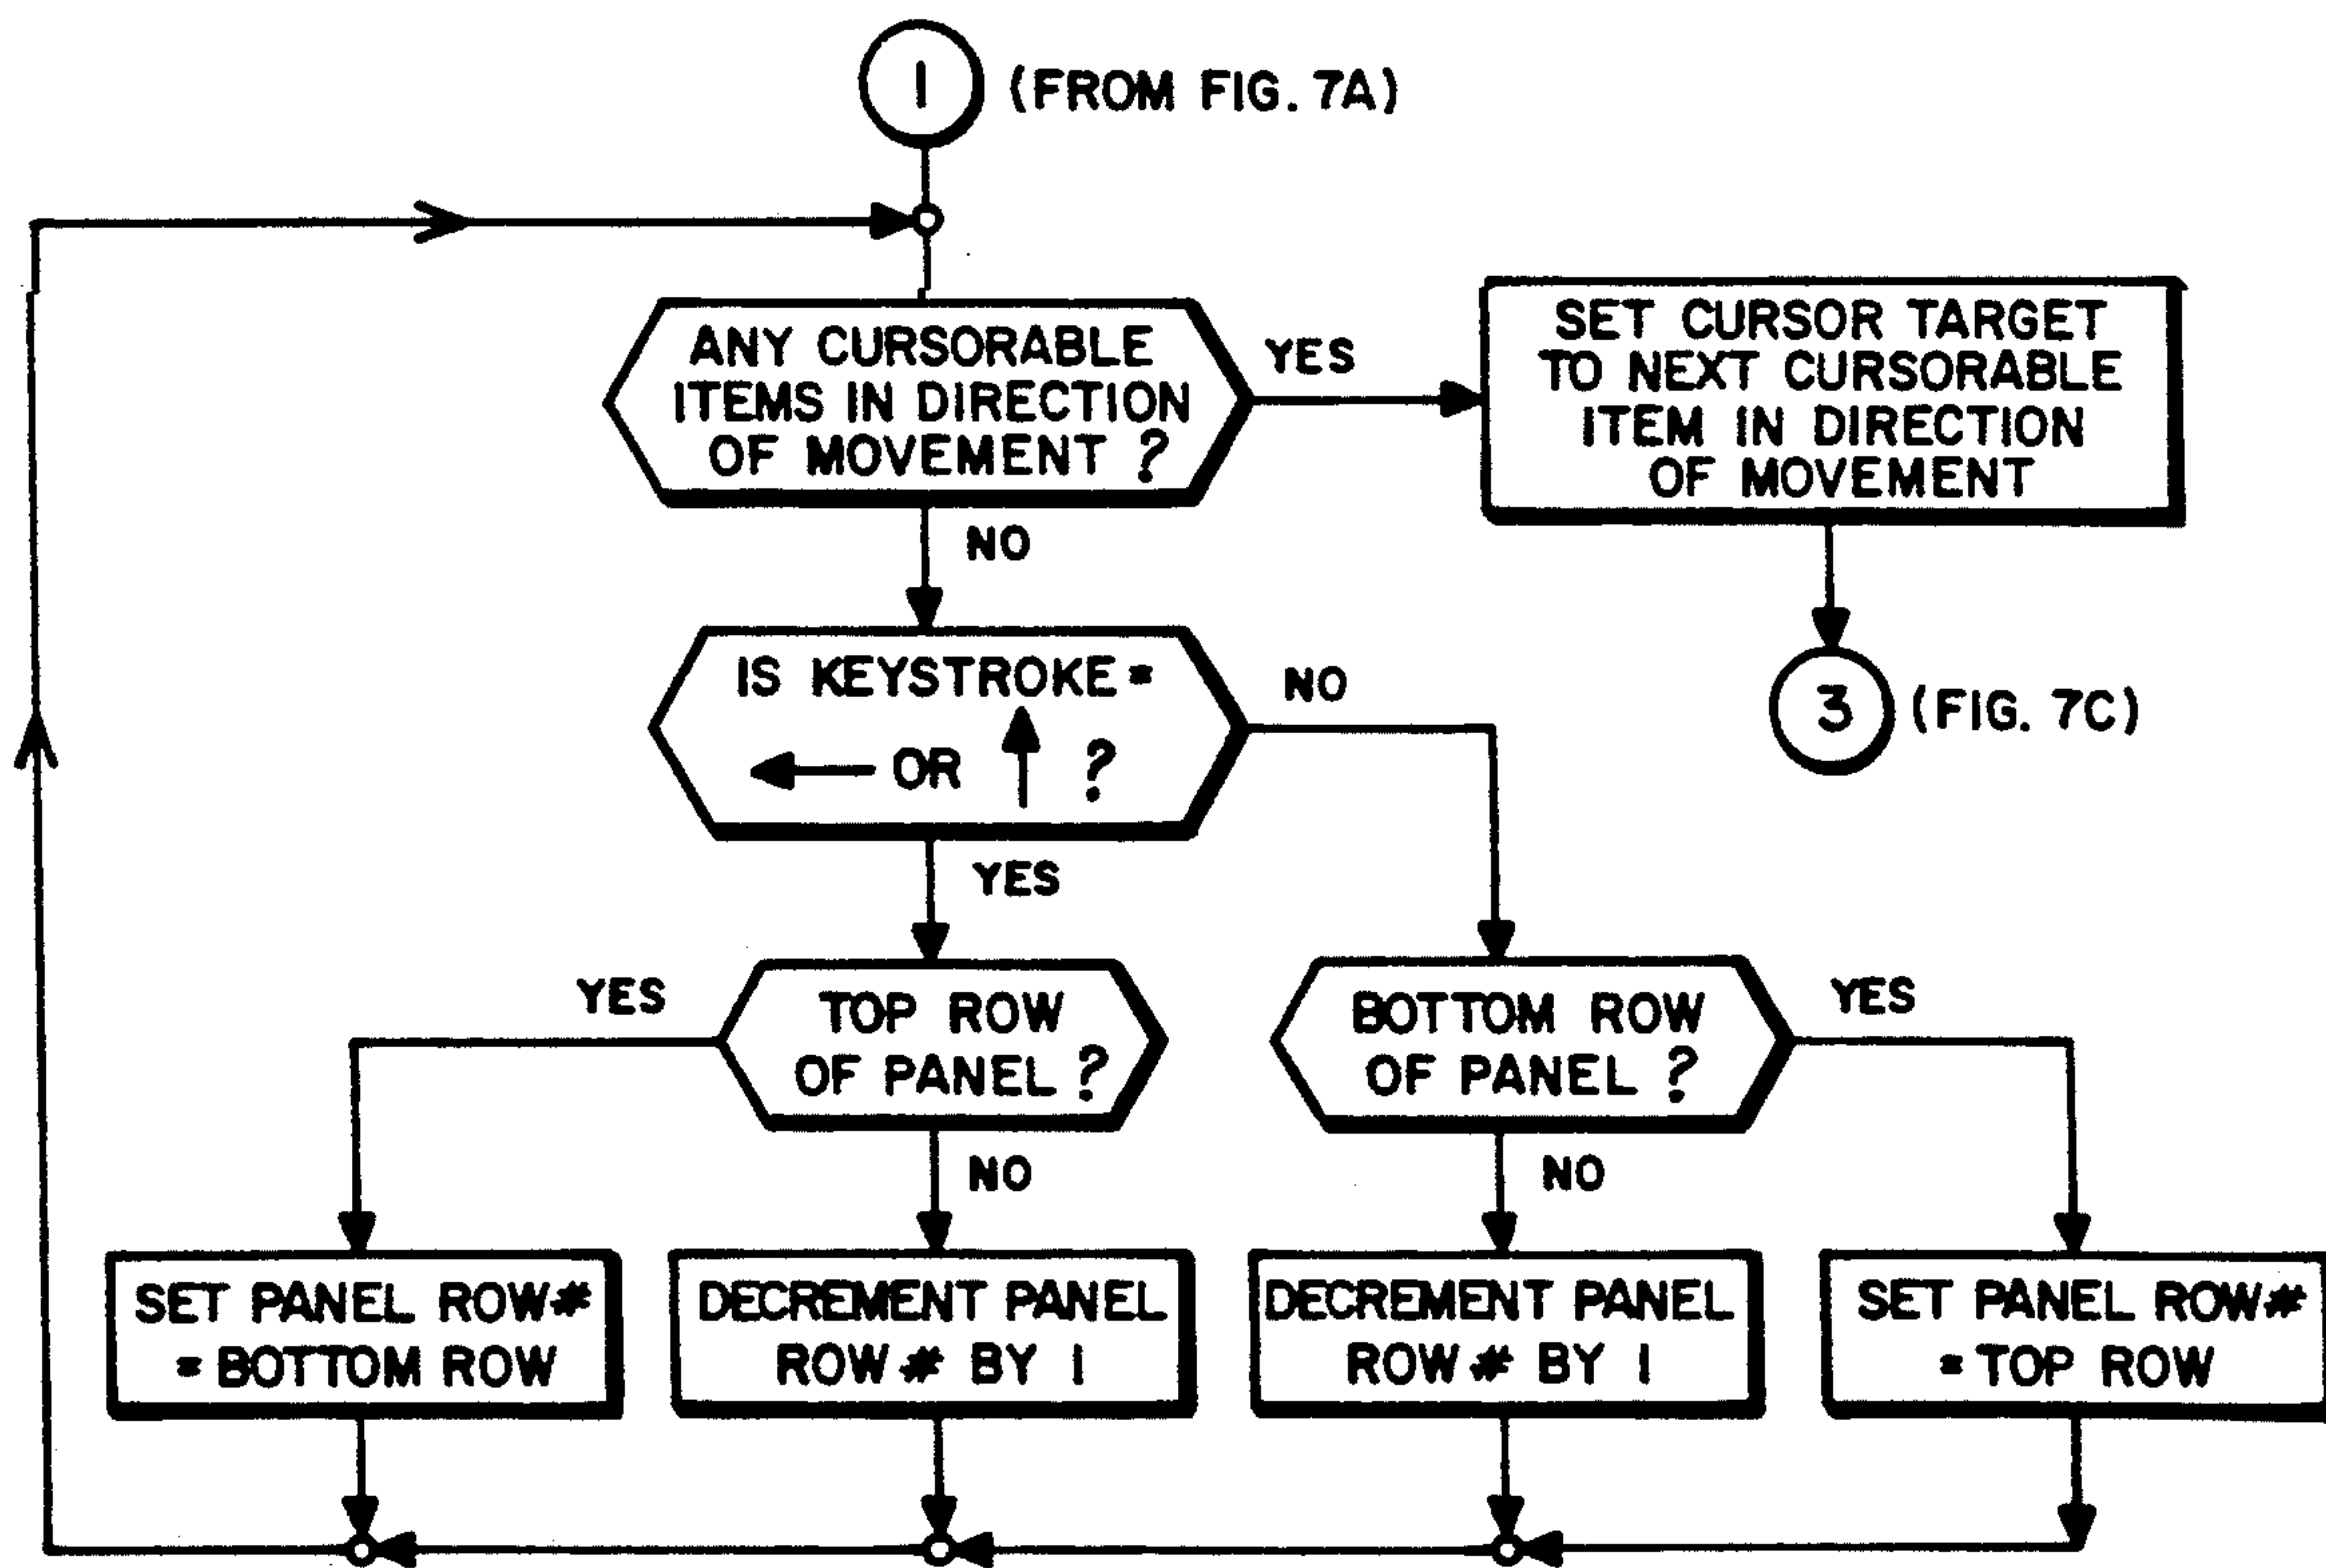 1 (FROM FIG. 7A)
ANY CURSORABLE
ITEMS IN DIRECTION
OF MOVEMENT ?
YES
SET CURSOR TARGET
TO NEXT CURSORABLE
ITEM IN DIRECTION
OF MOVEMENT
NO
3 (FIG. 7C)
IS KEYSTROKE =
← OR ↑ ?
NO
YES
TOP ROW
OF PANEL ?
YES
NO
BOTTOM ROW
OF PANEL ?
YES
NO
SET PANEL ROW#
= BOTTOM ROW
DECREMENT PANEL
ROW # BY 1
DECREMENT PANEL
ROW # BY 1
SET PANEL ROW#
= TOP ROW